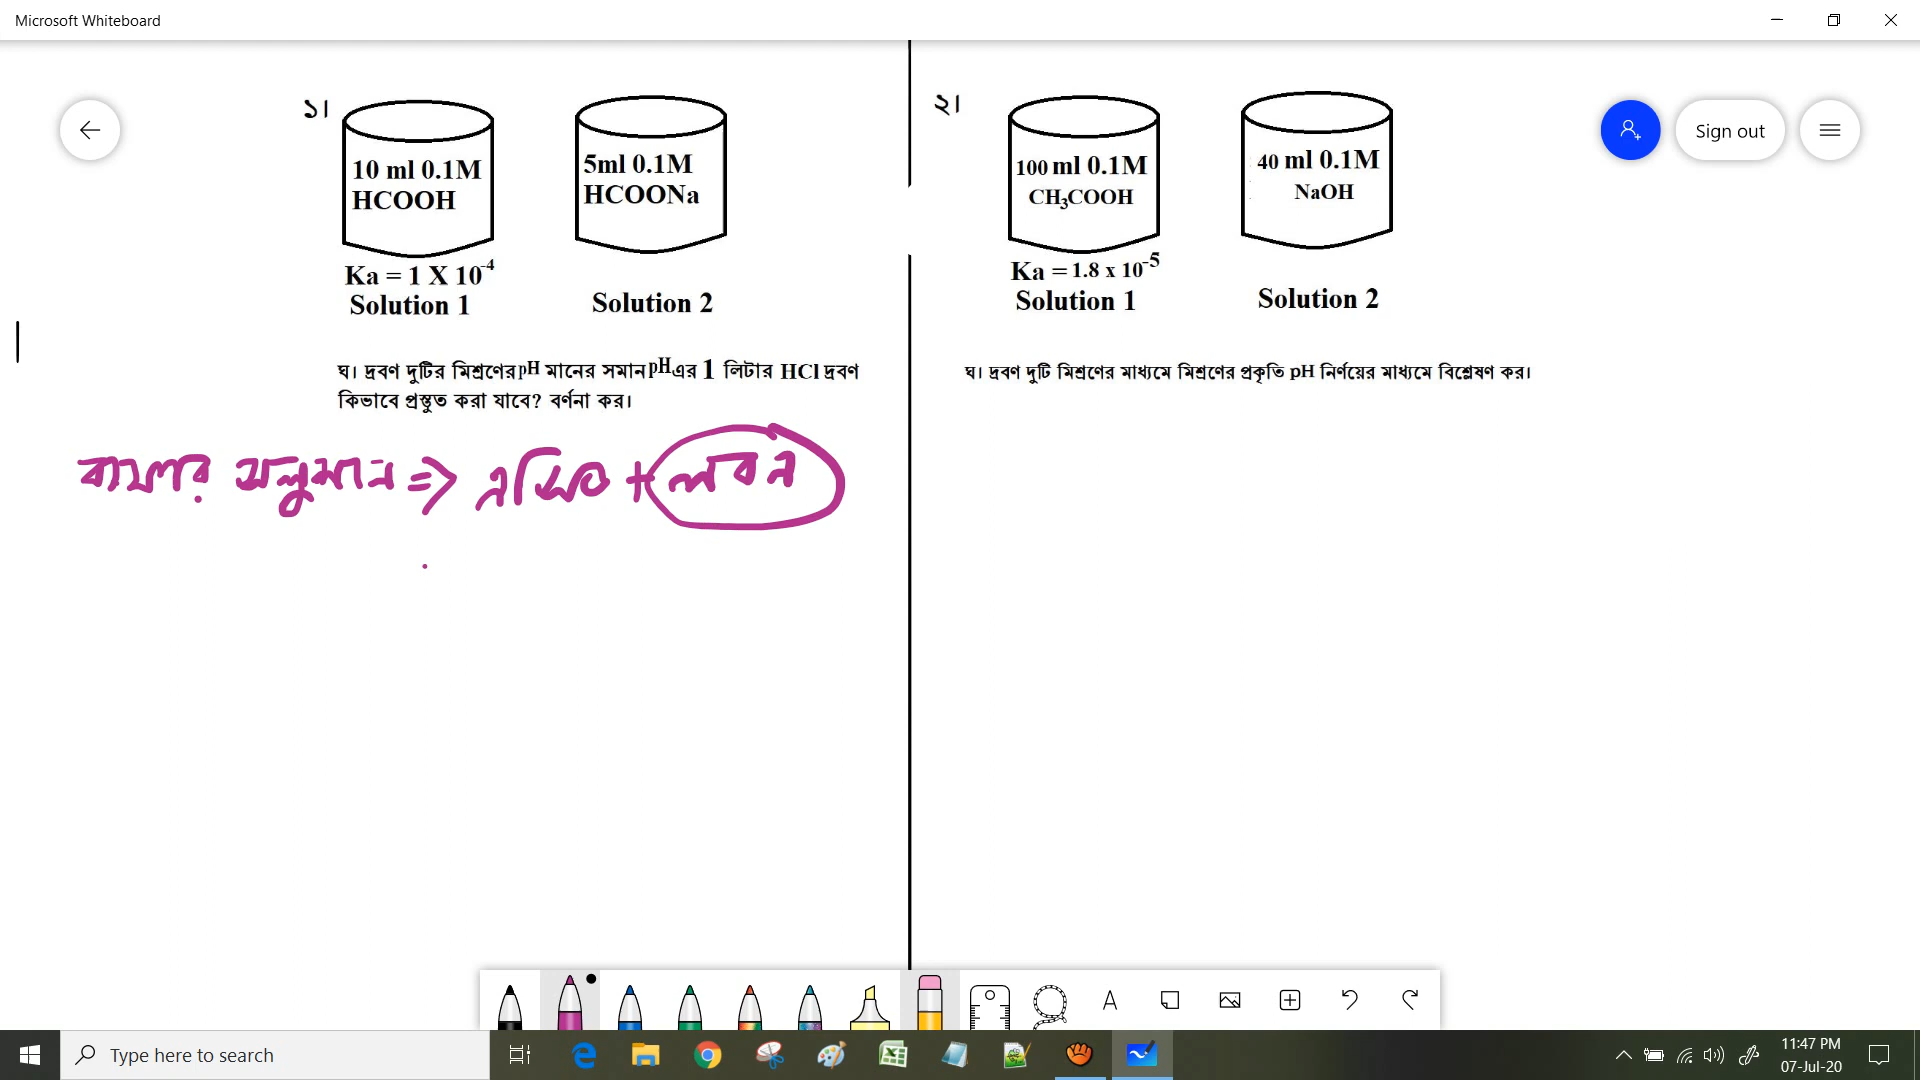 Microsoft Whiteboard
Sign out
১।
10 ml 0.1M
HCOOH
Ka = 1 X 10⁻⁴
Solution 1
5ml 0.1M
HCOONa
Solution 2
ঘ। দ্রবণ দুটির মিশ্রণের pH মানের সমান pH এর 1 লিটার HCl দ্রবণ
কিভাবে প্রস্তুত করা যাবে? বর্ণনা কর।
বাফার সলুসান ⇒ এসিড + লবন
২।
100 ml 0.1M
CH₃COOH
Ka = 1.8 x 10⁻⁵
Solution 1
40 ml 0.1M
NaOH
Solution 2
ঘ। দ্রবণ দুটি মিশ্রণের মাধ্যমে মিশ্রণের প্রকৃতি pH নির্ণয়ের মাধ্যমে বিশ্লেষণ কর।
Type here to search
11:47 PM
07-Jul-20